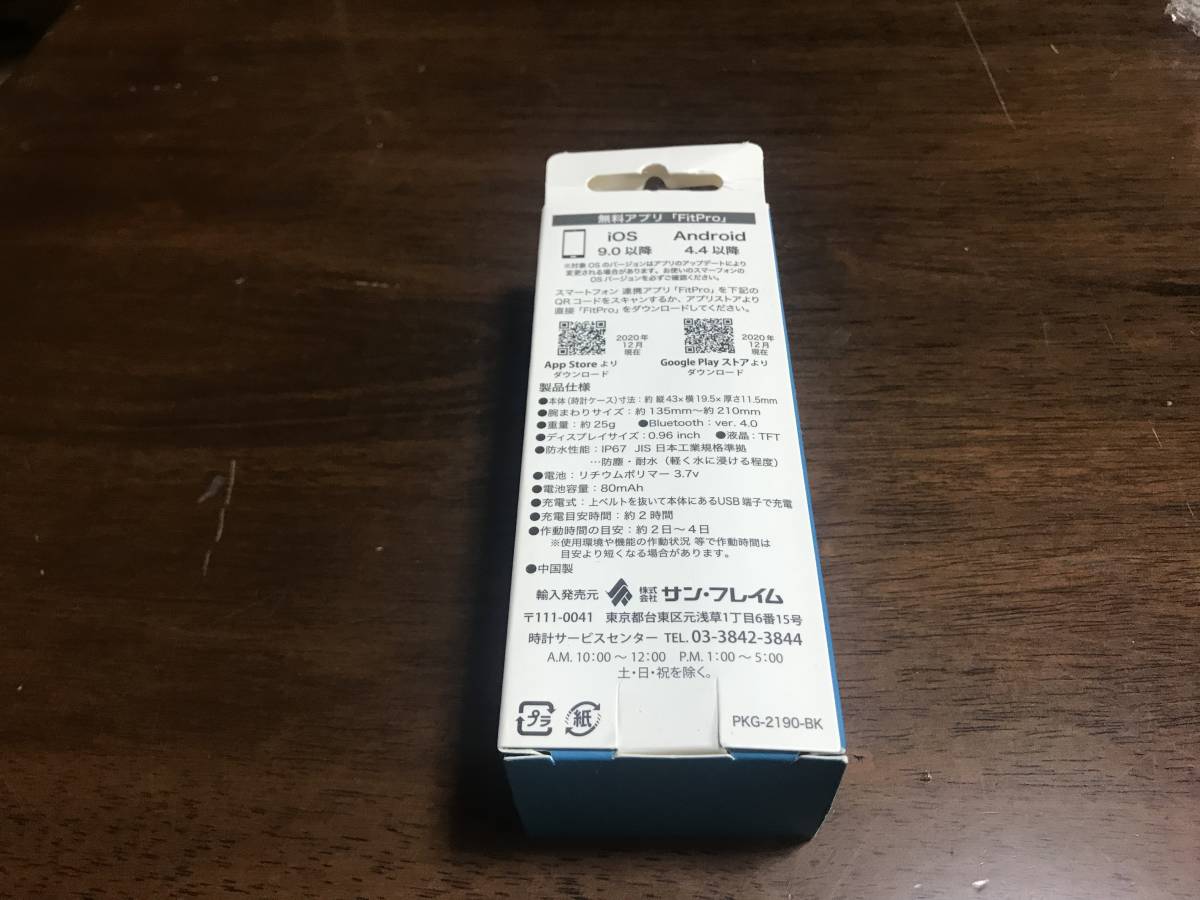 無料アプリ「FitPro」
iOS
9.0 以降
Android
4.4 以降
※対象 OS のバージョンはアプリのアップデートにより
変更される場合があります。お使いのスマーフォンの
OS バージョンを必ずご確認ください。
スマートフォン 連携アプリ「FitPro」を下記の
QRコードをスキャンするか、アプリストアより
直接「FitPro」をダウンロードしてください。
2020年
12月
現在
App Store より
ダウンロード
2020年
12月
現在
Google Play ストアより
ダウンロード
製品仕様
●本体(時計ケース)寸法：約 縦43×横19.5×厚さ11.5mm
●腕まわりサイズ：約135mm〜約210mm
●重量：約25g ●Bluetooth：ver. 4.0
●ディスプレイサイズ：0.96 inch ●液晶：TFT
●防水性能：IP67 JIS 日本工業規格準拠
…防塵・耐水（軽く水に浸ける程度）
●電池：リチウムポリマー 3.7v
●電池容量：80mAh
●充電式：上ベルトを抜いて本体にあるUSB端子で充電
●充電目安時間：約2時間
●作動時間の目安：約2日〜4日
※使用環境や機能の作動状況 等で作動時間は
目安より短くなる場合があります。
●中国製
輸入発売元 株式会社 サン・フレイム
〒111-0041 東京都台東区元浅草1丁目6番15号
時計サービスセンター TEL. 03-3842-3844
A.M. 10:00 〜 12:00 P.M. 1:00 〜 5:00
土・日・祝を除く。
プラ 紙 PKG-2190-BK